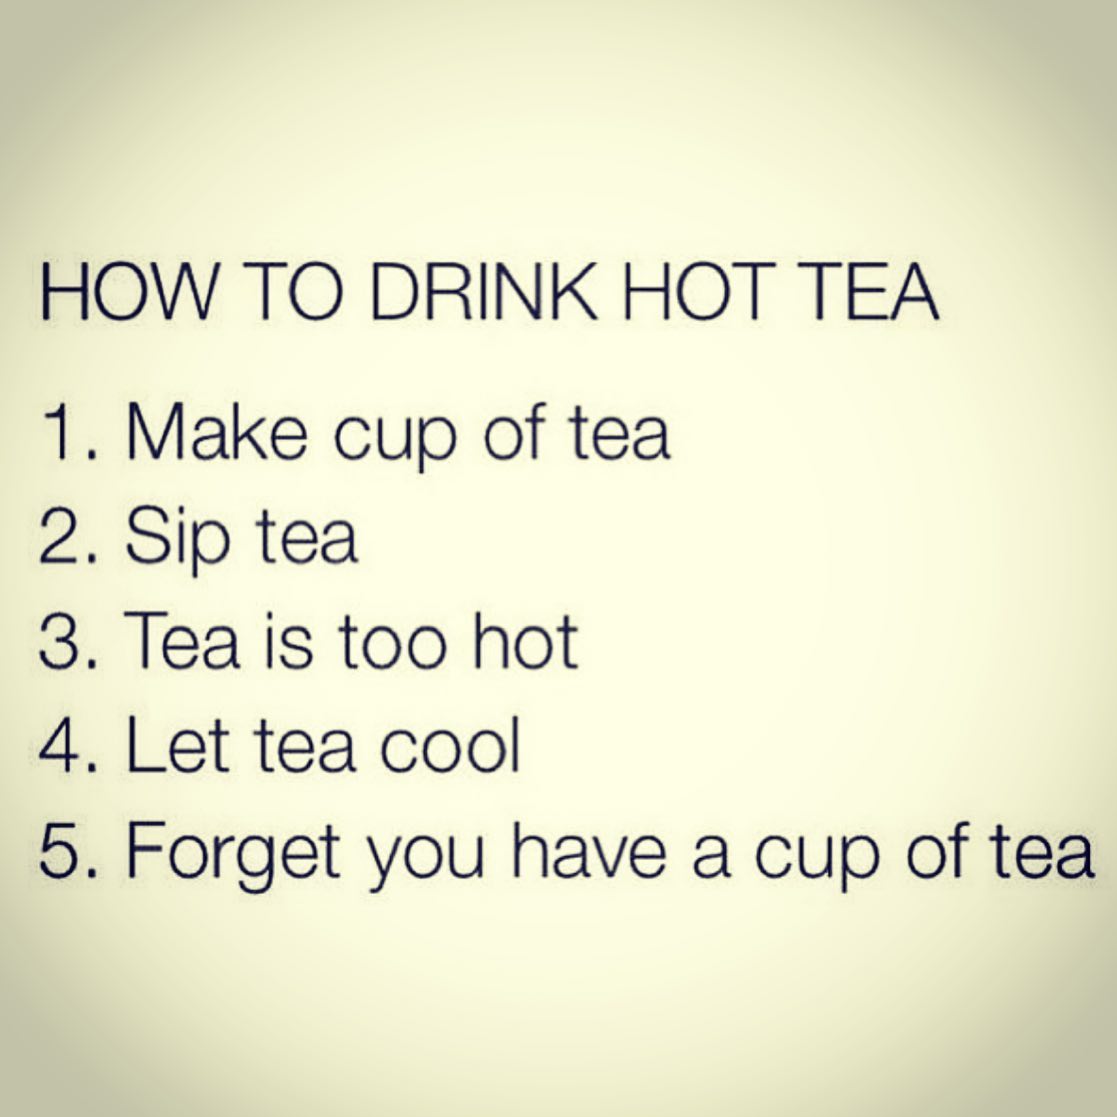 HOW TO DRINK HOT TEA
1. Make cup of tea
2. Sip tea
3. Tea is too hot
4. Let tea cool
5. Forget you have a cup of tea